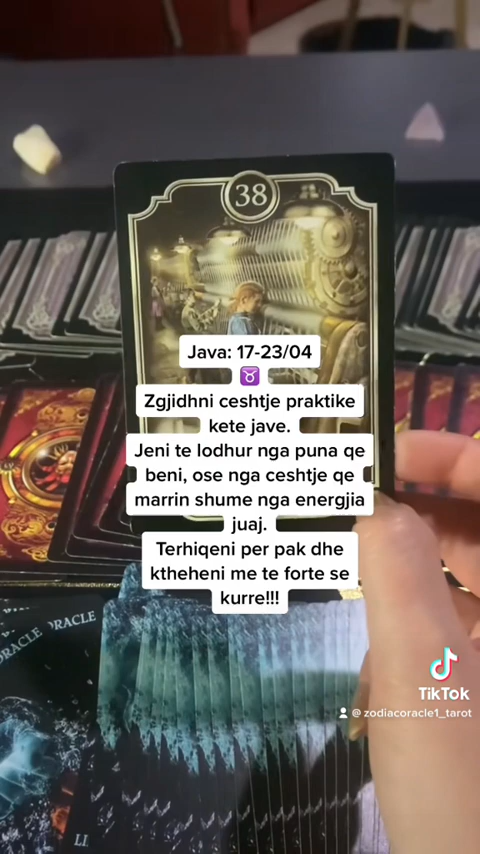 38
Java: 17-23/04
♉
Zgjidhni ceshtje praktike
kete jave.
Jeni te lodhur nga puna qe
beni, ose nga ceshtje qe
marrin shume nga energjia
juaj.
Terhiqeni per pak dhe
ktheheni me te forte se
kurre!!!
ORACLE
ORACLE
TikTok
@ zodiacoracle1_tarot